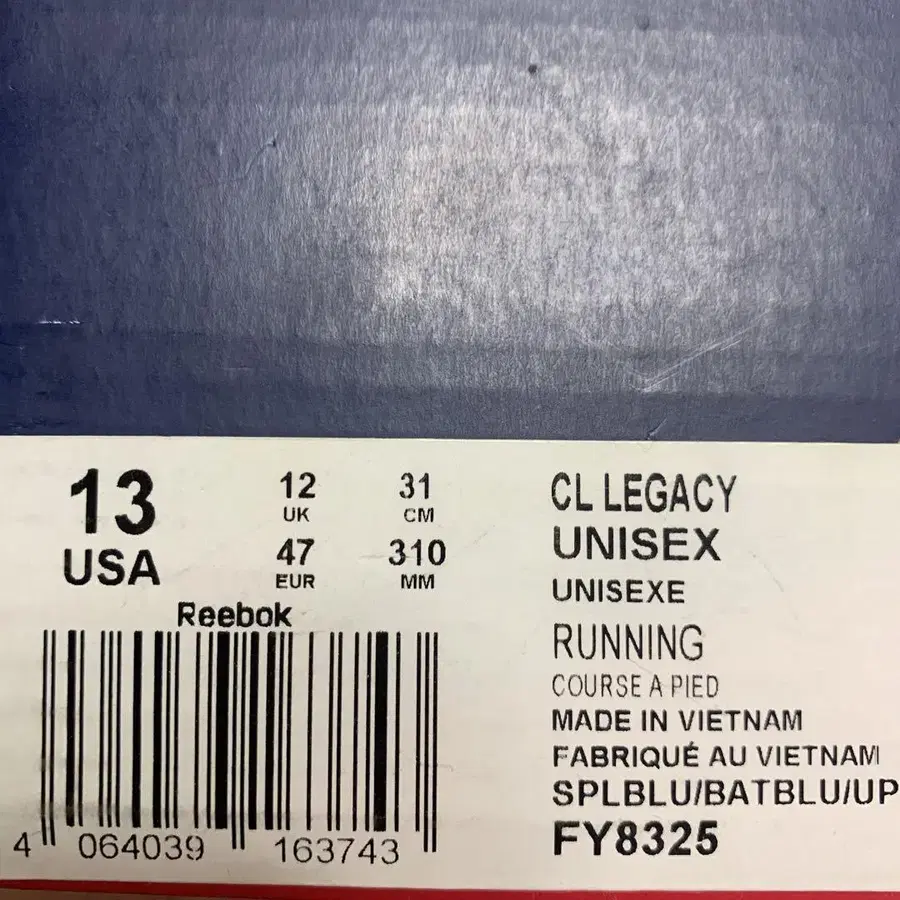 13
USA
12
UK
31
CM
47
EUR
310
MM
Reebok
4 064039 163743
CL LEGACY
UNISEX
UNISEXE
RUNNING
COURSE A PIED
MADE IN VIETNAM
FABRIQUÉ AU VIETNAM
SPLBLU/BATBLU/UP
FY8325